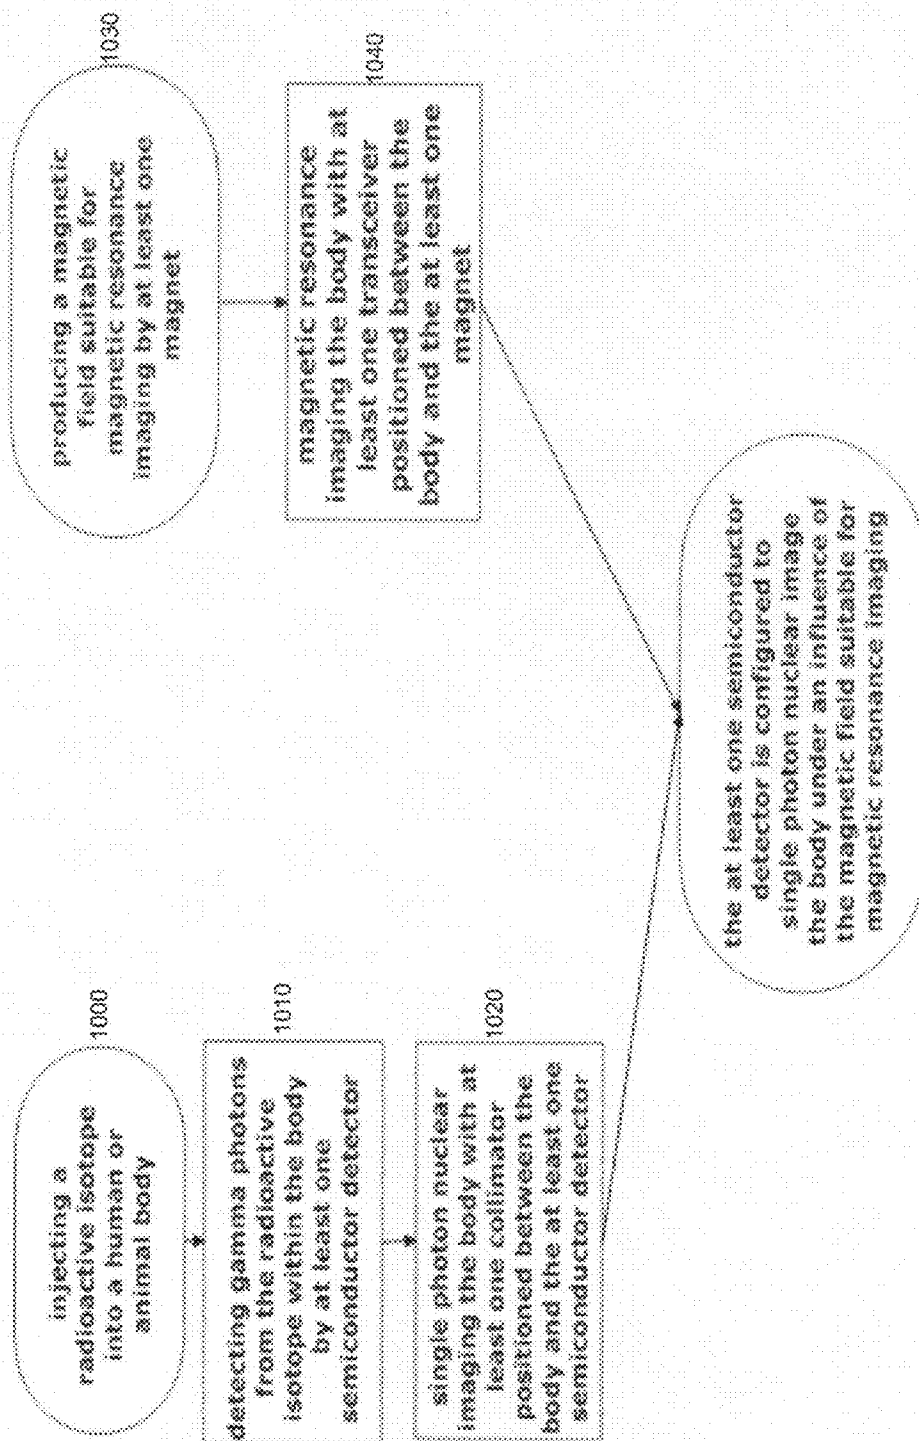 injecting a
radioactive isotope
into a human or
animal body
1000
detecting gamma photons
from the radioactive
isotope within the body
by at least one
semiconductor detector
1010
single photon nuclear
imaging the body with at
least one collimator
positioned between the
body and the at least one
semiconductor detector
1020
producing a magnetic
field suitable for
magnetic resonance
imaging by at least one
magnet
1030
magnetic resonance
imaging the body with at
least one transceiver
positioned between the
body and the at least one
magnet
1040
the at least one semiconductor
detector is configured to
single photon nuclear image
the body under an influence of
the magnetic field suitable for
magnetic resonance imaging